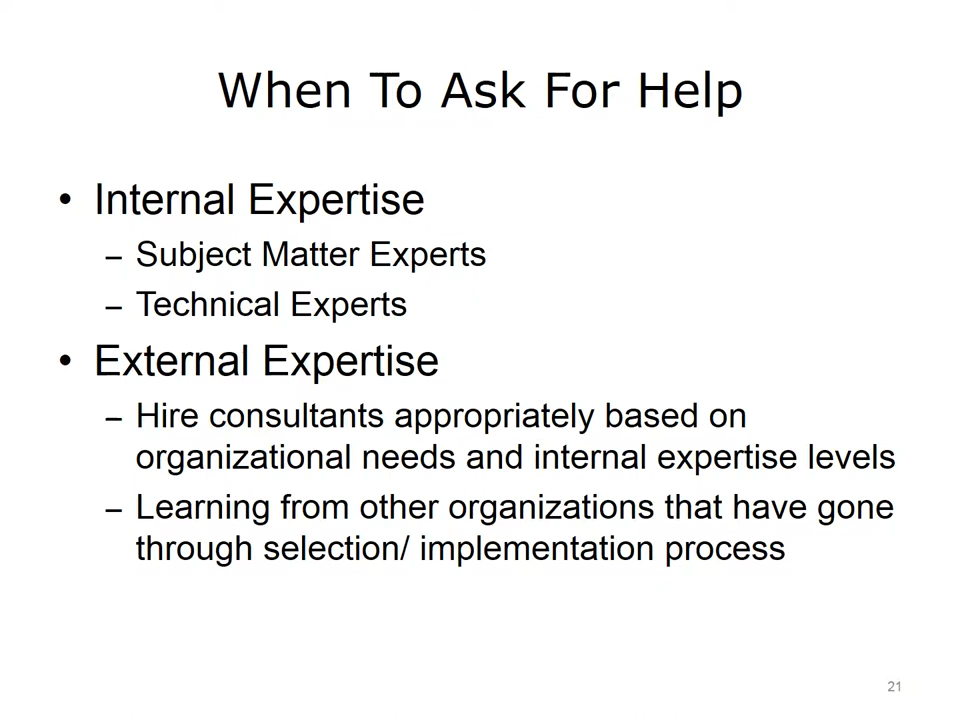 When To Ask For Help
• Internal Expertise
– Subject Matter Experts
– Technical Experts
• External Expertise
– Hire consultants appropriately based on
organizational needs and internal expertise levels
– Learning from other organizations that have gone
through selection/ implementation process
21